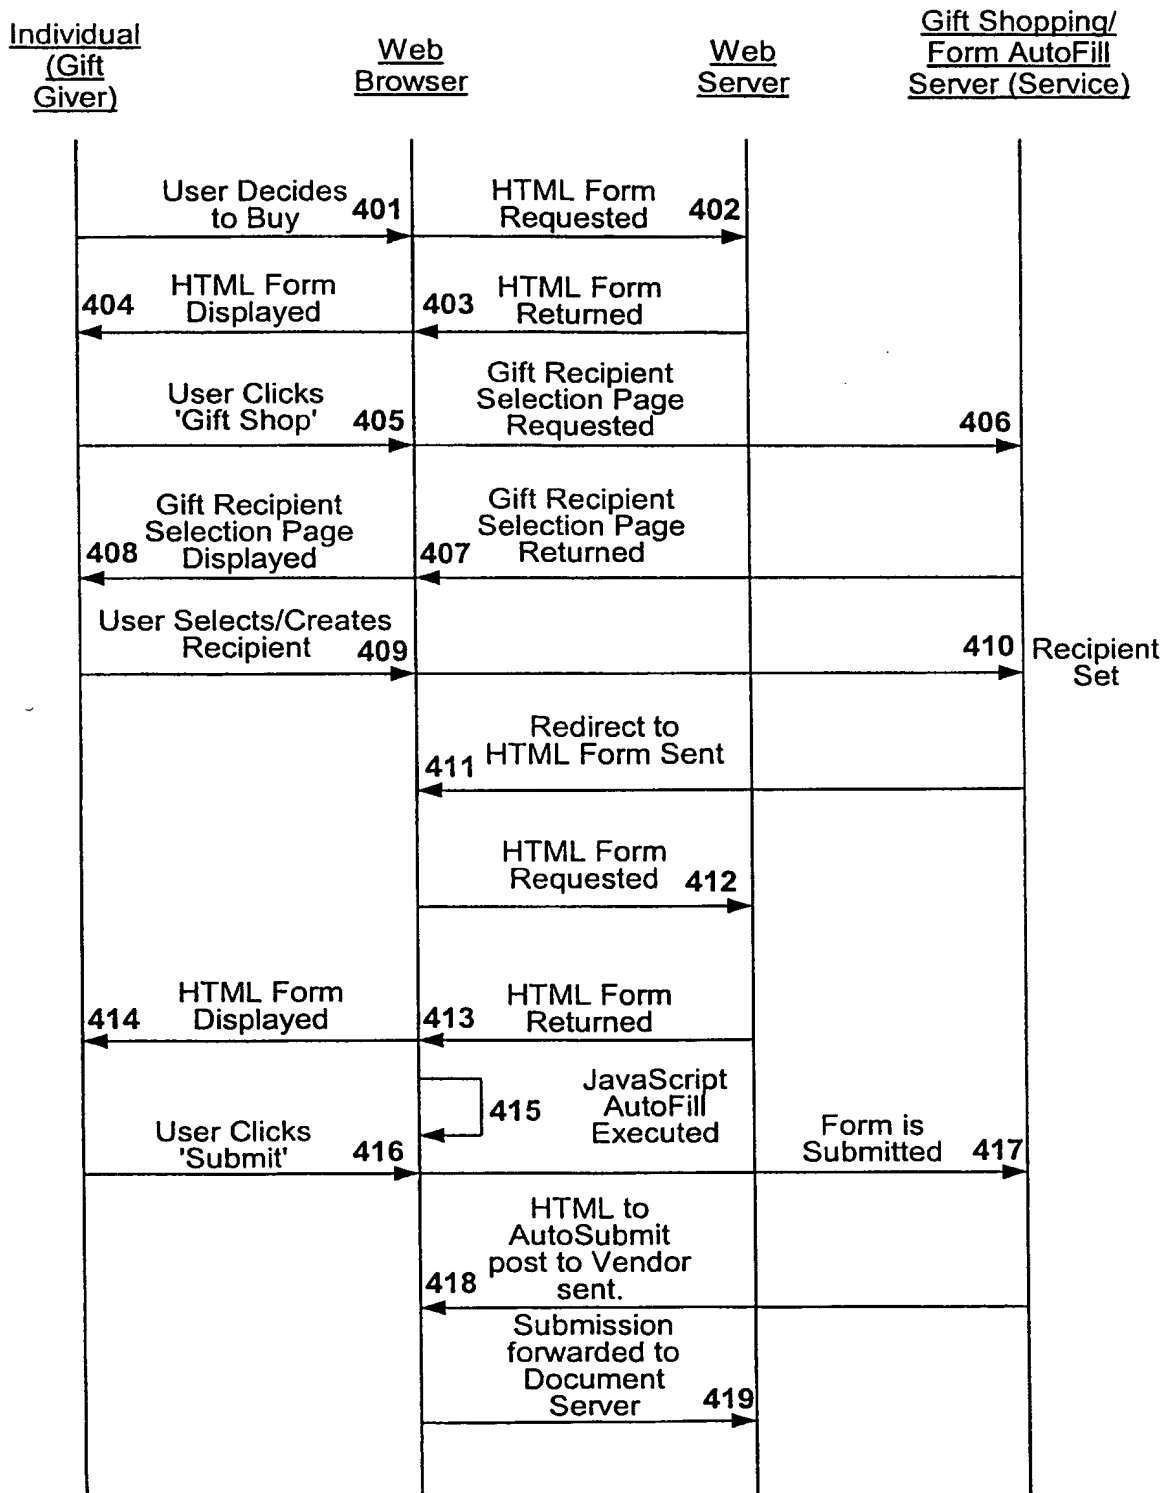 Individual
(Gift
Giver)
Web
Browser
Web
Server
Gift Shopping/
Form AutoFill
Server (Service)
User Decides
to Buy
401
HTML Form
Requested
402
404
HTML Form
Displayed
403
HTML Form
Returned
User Clicks
'Gift Shop'
405
Gift Recipient
Selection Page
Requested
406
408
Gift Recipient
Selection Page
Displayed
407
Gift Recipient
Selection Page
Returned
User Selects/Creates
Recipient
409
410
Recipient
Set
411
Redirect to
HTML Form Sent
HTML Form
Requested
412
414
HTML Form
Displayed
413
HTML Form
Returned
415
JavaScript
AutoFill
Executed
User Clicks
'Submit'
416
Form is
Submitted
417
418
HTML to
AutoSubmit
post to Vendor
sent.
Submission
forwarded to
Document
Server
419